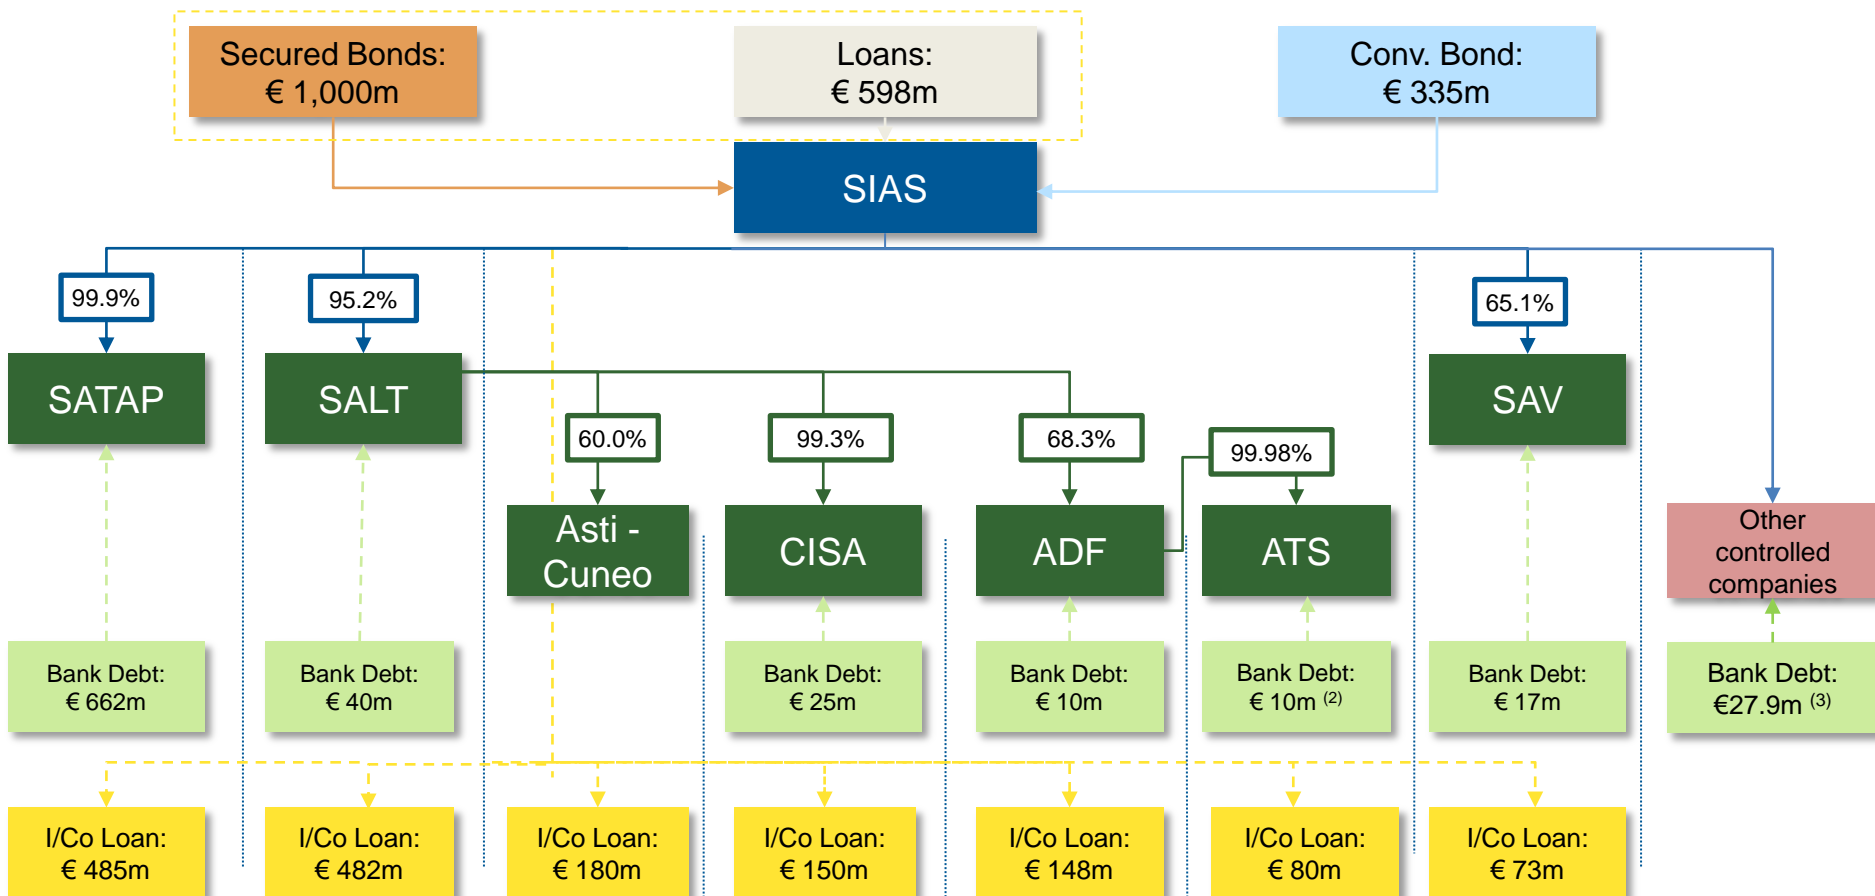 Secured Bonds:
€ 1,000m
Loans:
€ 598m
Conv. Bond:
€ 335m
SIAS
99.9%
95.2%
65.1%
SATAP
SALT
SAV
60.0%
99.3%
68.3%
99.98%
Asti -
Cuneo
CISA
ADF
ATS
Other
controlled
companies
Bank Debt:
€ 662m
Bank Debt:
€ 40m
Bank Debt:
€ 25m
Bank Debt:
€ 10m
Bank Debt:
€ 10m (2)
Bank Debt:
€ 17m
Bank Debt:
€27.9m (3)
I/Co Loan:
€ 485m
I/Co Loan:
€ 482m
I/Co Loan:
€ 180m
I/Co Loan:
€ 150m
I/Co Loan:
€ 148m
I/Co Loan:
€ 80m
I/Co Loan:
€ 73m